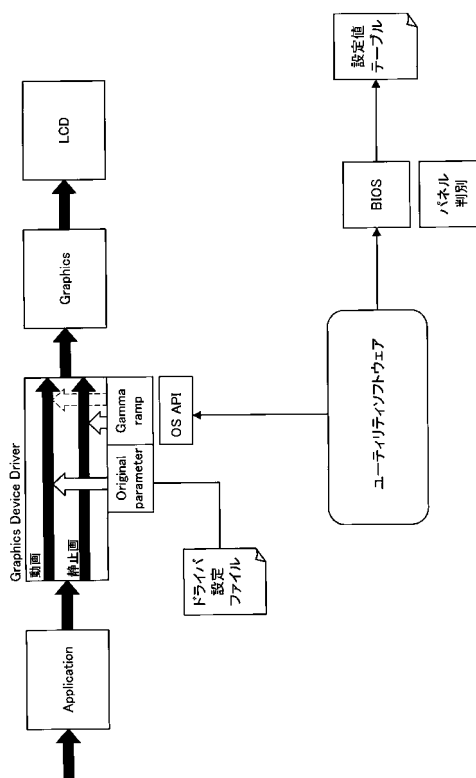 Application
Graphics Device Driver
動画
静止画
Original
parameter
Gamma
ramp
OS API
Graphics
LCD
ドライバ
設定
ファイル
ユーティリティソフトウェア
BIOS
パネル
判別
設定値
テーブル